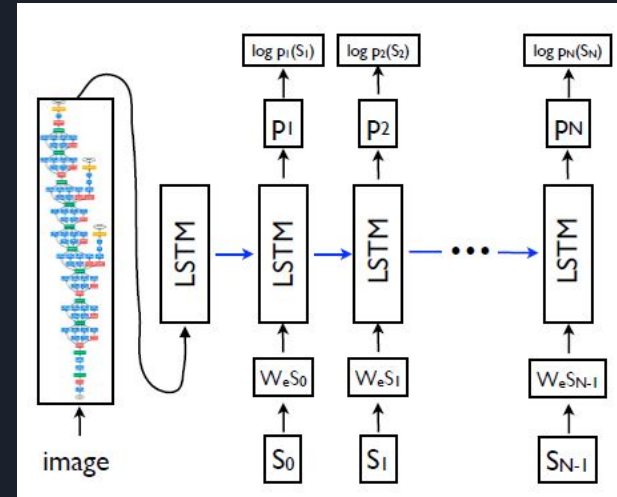 log p₁(S₁) log p₂(S₂) log pN(SN)
p₁ p₂ pN
LSTM LSTM LSTM ••• LSTM
WeS₀ WeS₁ WeSN-1
image S₀ S₁ SN-1